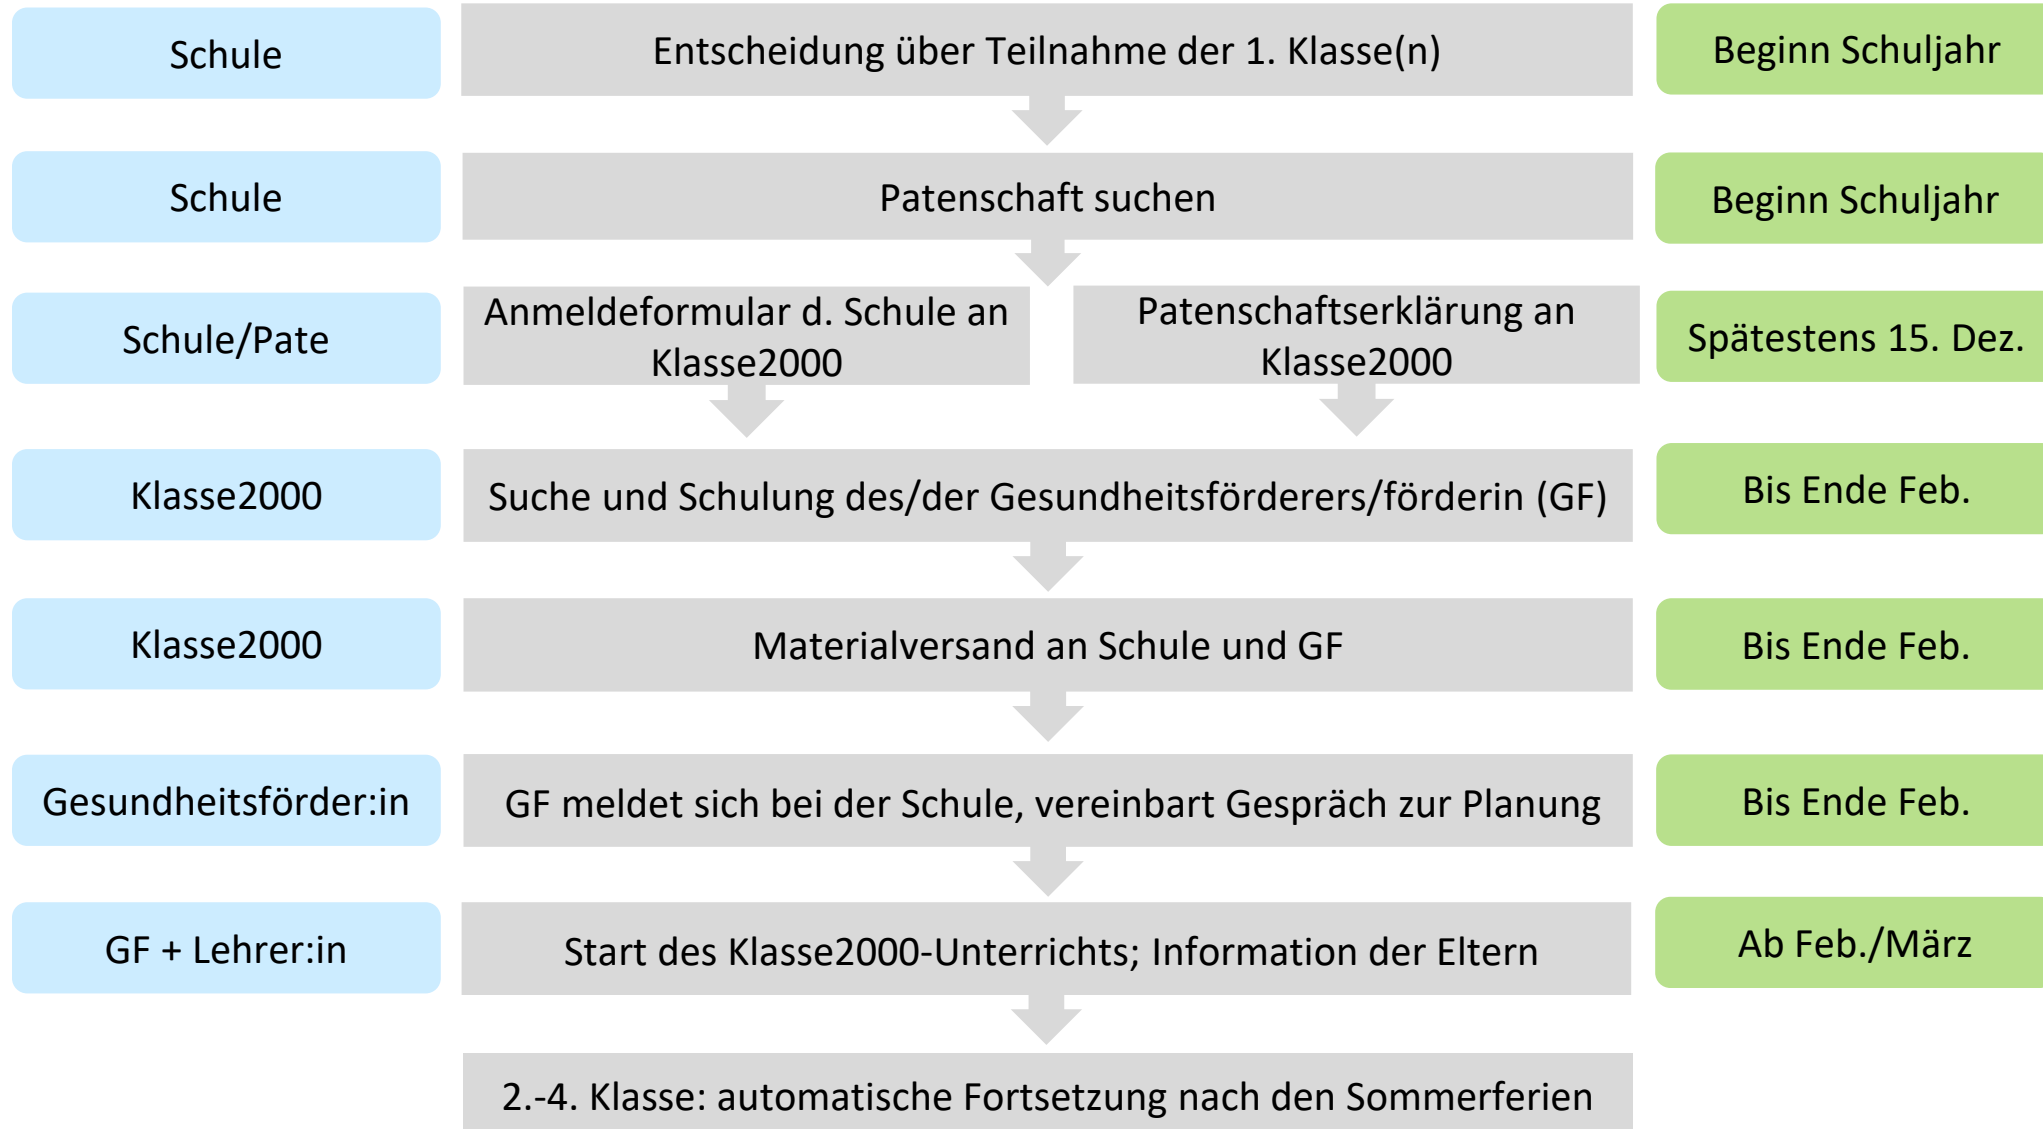 Schule
Entscheidung über Teilnahme der 1. Klasse(n)
Beginn Schuljahr
Schule
Patenschaft suchen
Beginn Schuljahr
Schule/Pate
Anmeldeformular d. Schule an
Klasse2000
Patenschaftserklärung an
Klasse2000
Spätestens 15. Dez.
Klasse2000
Suche und Schulung des/der Gesundheitsförderers/förderin (GF)
Bis Ende Feb.
Klasse2000
Materialversand an Schule und GF
Bis Ende Feb.
Gesundheitsförder:in
GF meldet sich bei der Schule, vereinbart Gespräch zur Planung
Bis Ende Feb.
GF + Lehrer:in
Start des Klasse2000-Unterrichts; Information der Eltern
Ab Feb./März
2.-4. Klasse: automatische Fortsetzung nach den Sommerferien